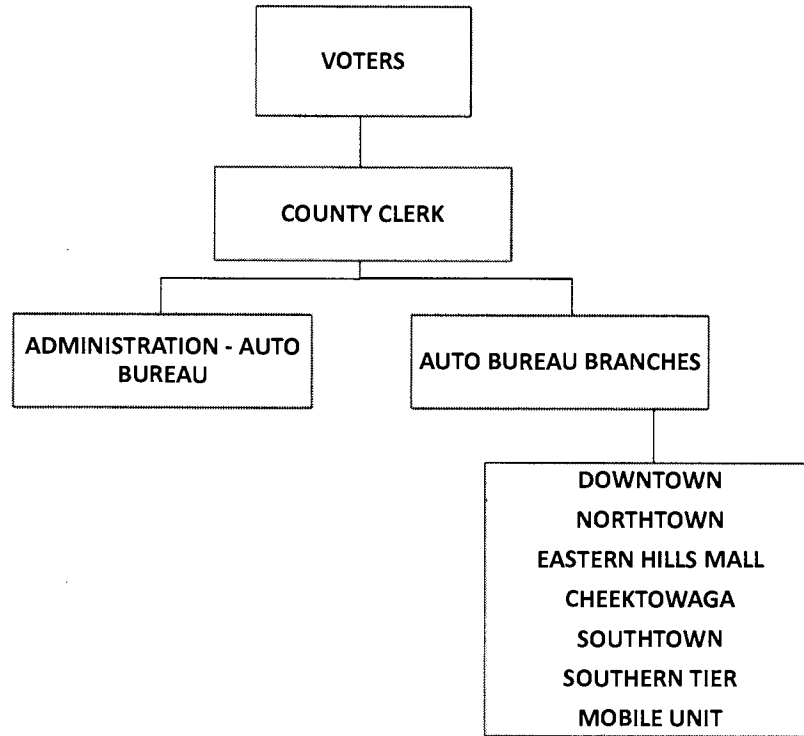 VOTERS
COUNTY CLERK
ADMINISTRATION - AUTO
BUREAU
AUTO BUREAU BRANCHES
DOWNTOWN
NORTHTOWN
EASTERN HILLS MALL
CHEEKTOWAGA
SOUTHTOWN
SOUTHERN TIER
MOBILE UNIT